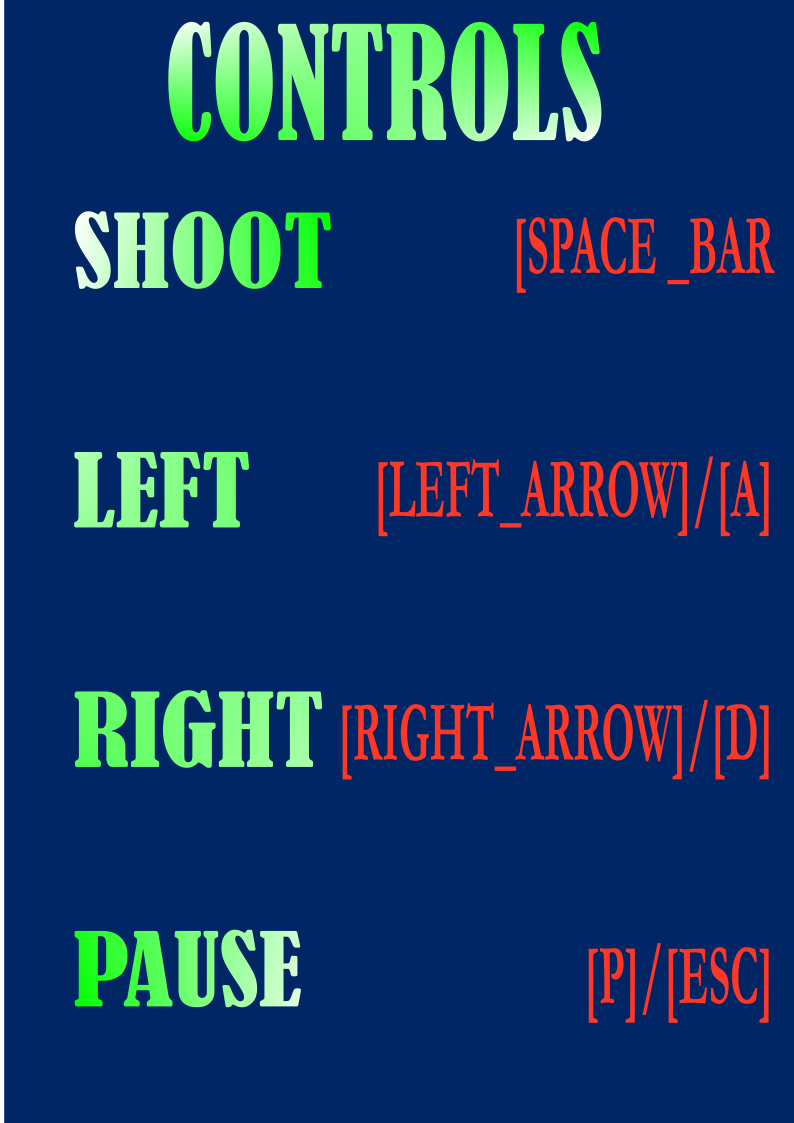 CONTROLS
SHOOT [SPACE _BAR
LEFT [LEFT_ARROW]/[A]
RIGHT [RIGHT_ARROW]/[D]
PAUSE [P]/[ESC]